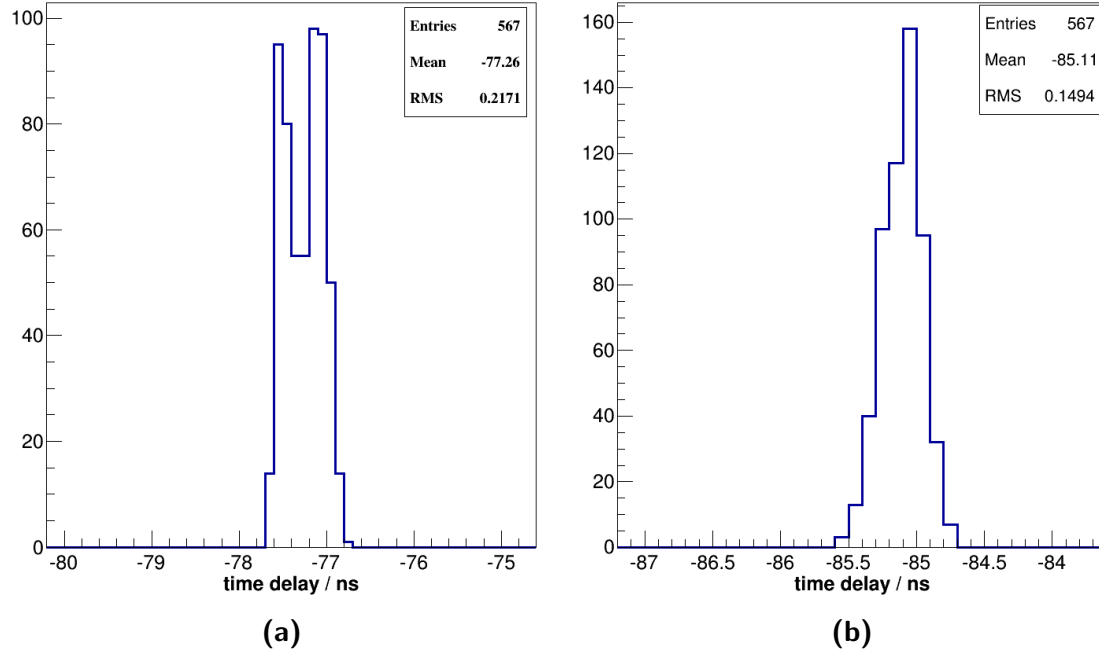 100
80
60
40
20
0
-80
-79
-78
-77
-76
-75
time delay / ns
Entries 567
Mean -77.26
RMS 0.2171
(a)
160
140
120
100
80
60
40
20
0
-87
-86.5
-86
-85.5
-85
-84.5
-84
time delay / ns
Entries 567
Mean -85.11
RMS 0.1494
(b)